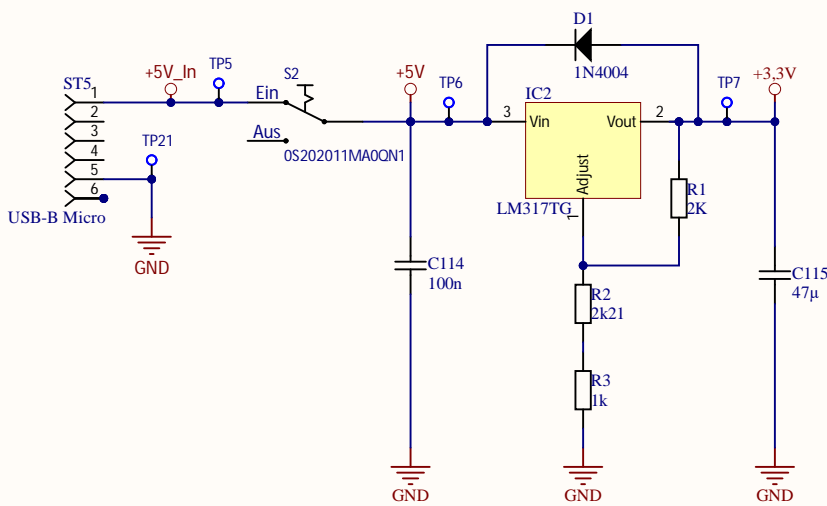 D1
1N4004
+5V_In
TP5
S2
+5V
TP6
IC2
TP7
+3,3V
ST5
1
2
3
4
5
6
USB-B Micro
TP21
GND
Ein
Aus
0S202011MA0QN1
3
Vin
Vout
2
Adjust
1
LM317TG
R1
2K
C114
100n
R2
2k21
R3
1k
C115
47µ
GND
GND
GND